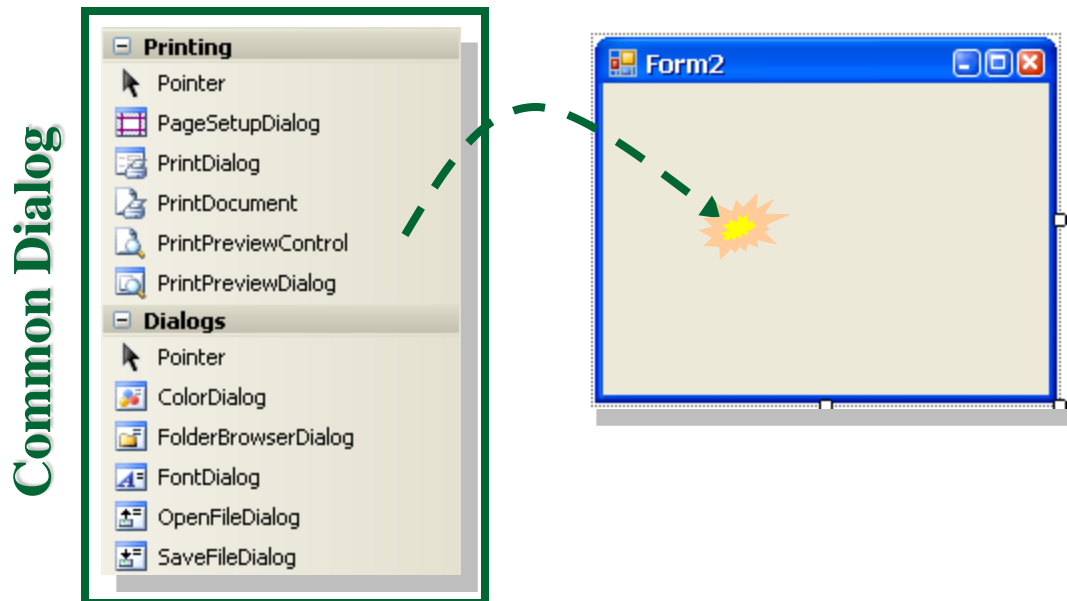 Common Dialog
Printing
Pointer
PageSetupDialog
PrintDialog
PrintDocument
PrintPreviewControl
PrintPreviewDialog
Dialogs
Pointer
ColorDialog
FolderBrowserDialog
FontDialog
OpenFileDialog
SaveFileDialog
Form2